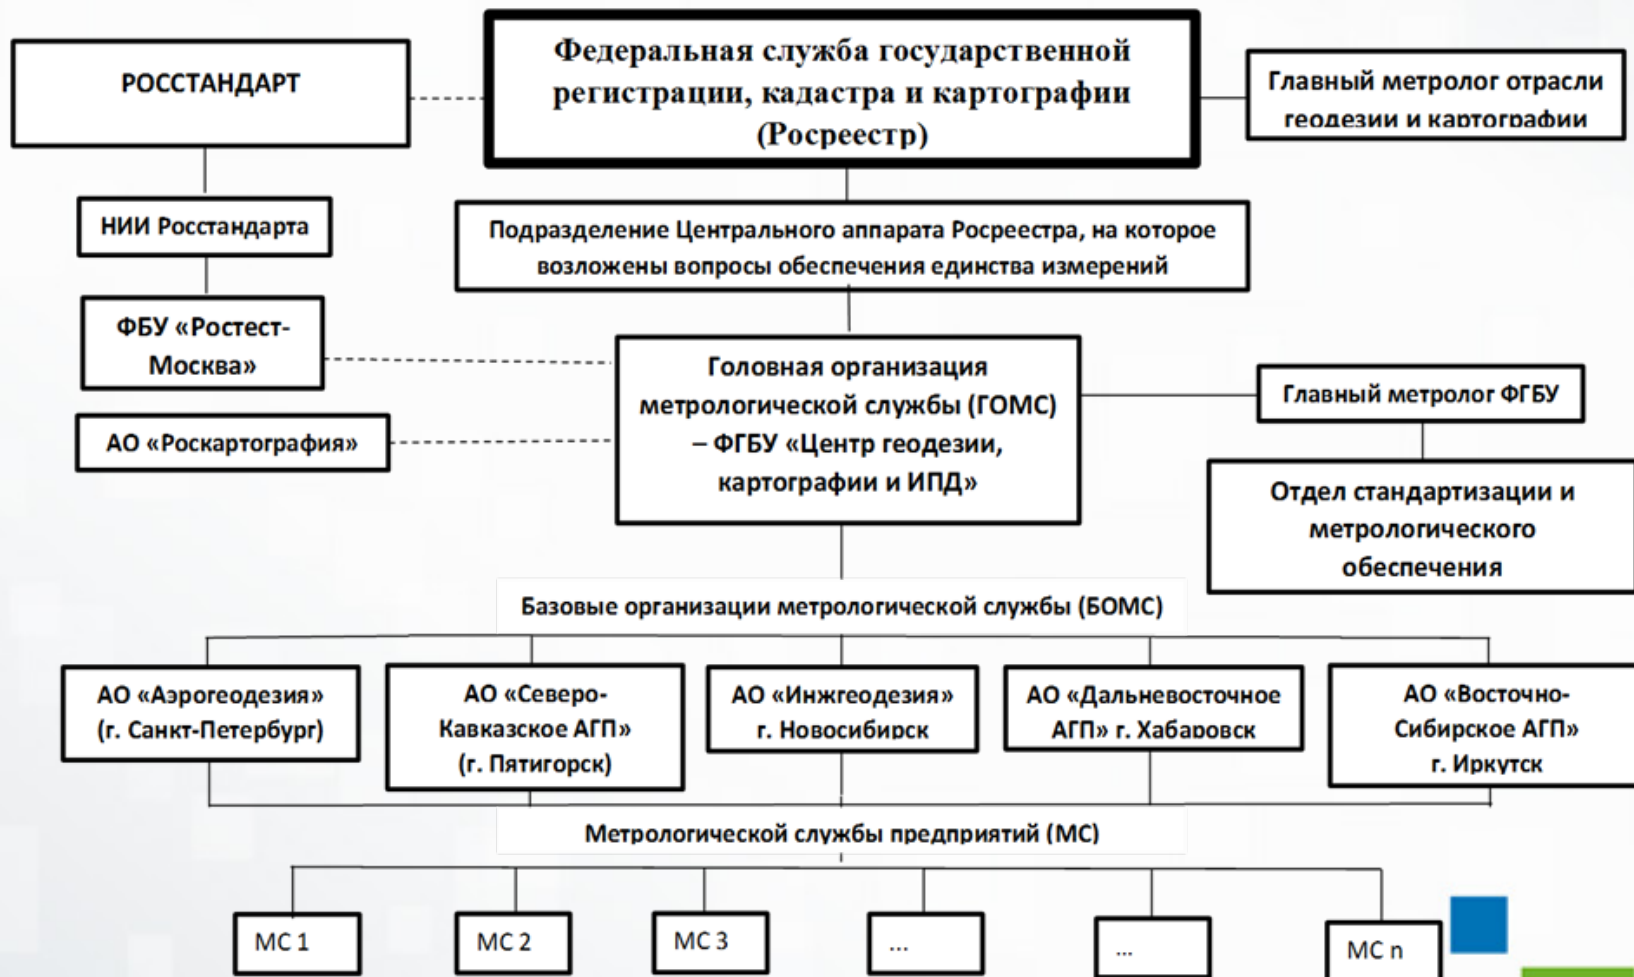 РОССТАНДАРТ
Федеральная служба государственной
регистрации, кадастра и картографии
(Росреестр)
Главный метролог отрасли
геодезии и картографии
НИИ Росстандарта
Подразделение Центрального аппарата Росреестра, на которое
возложены вопросы обеспечения единства измерений
ФБУ «Ростест-
Москва»
АО «Роскартография»
Головная организация
метрологической службы (ГОМС)
– ФГБУ «Центр геодезии,
картографии и ИПД»
Главный метролог ФГБУ
Отдел стандартизации и
метрологического
обеспечения
Базовые организации метрологической службы (БОМС)
АО «Аэрогеодезия»
(г. Санкт-Петербург)
АО «Северо-
Кавказское АГП»
(г. Пятигорск)
АО «Инжгеодезия»
г. Новосибирск
АО «Дальневосточное
АГП» г. Хабаровск
АО «Восточно-
Сибирское АГП»
г. Иркутск
Метрологической службы предприятий (МС)
МС 1
МС 2
МС 3
...
...
МС n